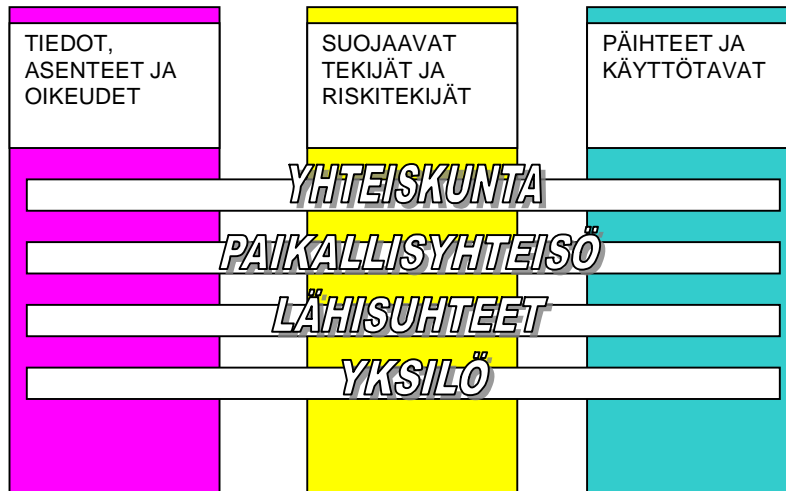 TIEDOT,
ASENTEET JA
OIKEUDET
SUOJAAVAT
TEKIJÄT JA
RISKITEKIJÄT
PÄIHTEET JA
KÄYTTÖTAVAT
YHTEISKUNTA
PAIKALLISYHTEISÖ
LÄHISUHTEET
YKSILÖ